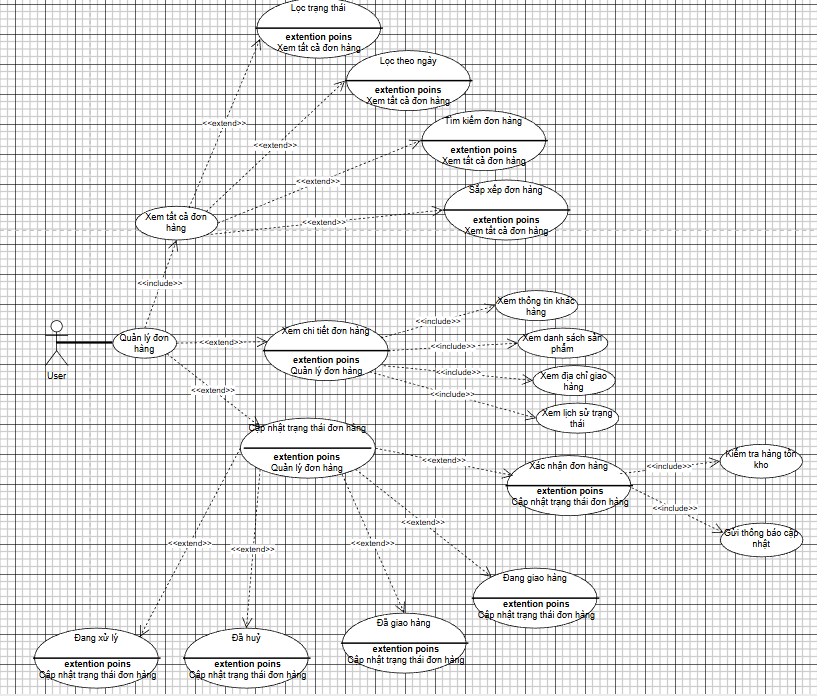 Lọc trạng thái
extention poins
Xem tất cả đơn hàng
Lọc theo ngày
extention poins
Xem tất cả đơn hàng
<<extend>>
<<extend>>
Tìm kiếm đơn hàng
extention poins
Xem tất cả đơn hàng
<<extend>>
Sắp xếp đơn hàng
extention poins
Xem tất cả đơn hàng
<<extend>>
Xem tất cả đơn
hàng
<<include>>
User
Quản lý đơn
hàng
<<extend>>
Xem chi tiết đơn hàng
extention poins
Quản lý đơn hàng
<<include>>
Xem thông tin khác
hàng
<<include>>
Xem danh sách sản
phẩm
<<include>>
Xem địa chỉ giao
hàng
<<include>>
Xem lịch sử trạng
thái
<<extend>>
Cập nhật trạng thái đơn hàng
extention poins
Quản lý đơn hàng
<<extend>>
Xác nhận đơn hàng
extention poins
Cập nhật trạng thái đơn hàng
<<include>>
Kiểm tra hàng tồn
kho
<<include>>
Gửi thông báo cập
nhật
<<extend>>
<<extend>>
<<extend>>
<<extend>>
Đang giao hàng
extention poins
Cập nhật trạng thái đơn hàng
Đã giao hàng
extention poins
Cập nhật trạng thái đơn hàng
Đang xử lý
extention poins
Cập nhật trạng thái đơn hàng
Đã huỷ
extention poins
Cập nhật trạng thái đơn hàng